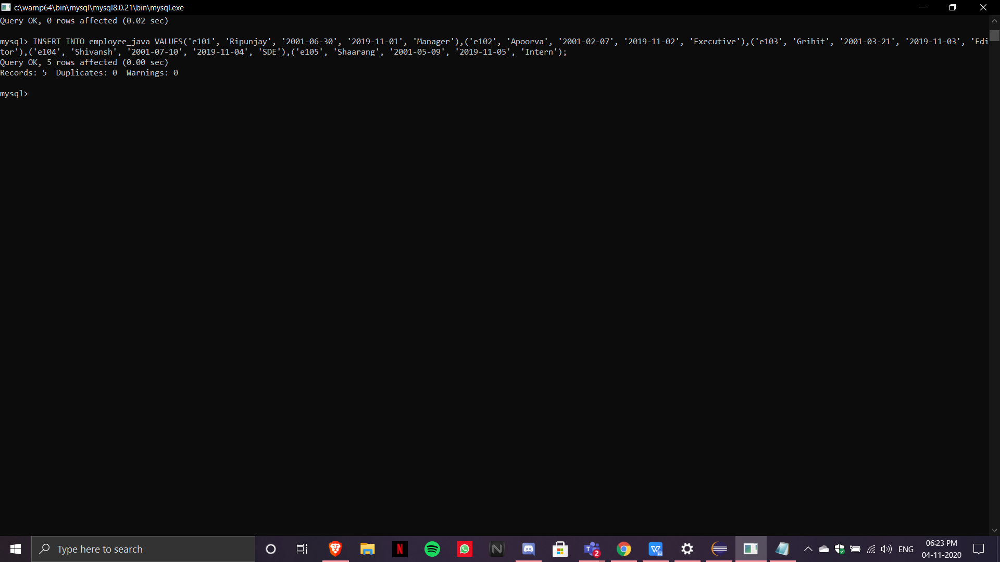 c:\wamp64\bin\mysql\mysql8.0.21\bin\mysql.exe
Query OK, 0 rows affected (0.02 sec)
mysql> INSERT INTO employee_java VALUES('e101', 'Ripunjay', '2001-06-30', '2019-11-01', 'Manager'),('e102', 'Apoorva', '2001-02-07', '2019-11-02', 'Executive'),('e103', 'Grihit', '2001-03-21', '2019-11-03', 'Edi
tor'),('e104', 'Shivansh', '2001-07-10', '2019-11-04', 'SDE'),('e105', 'Shaarang', '2001-05-09', '2019-11-05', 'Intern');
Query OK, 5 rows affected (0.00 sec)
Records: 5  Duplicates: 0  Warnings: 0
mysql>
Type here to search
2
ENG
06:23 PM
04-11-2020